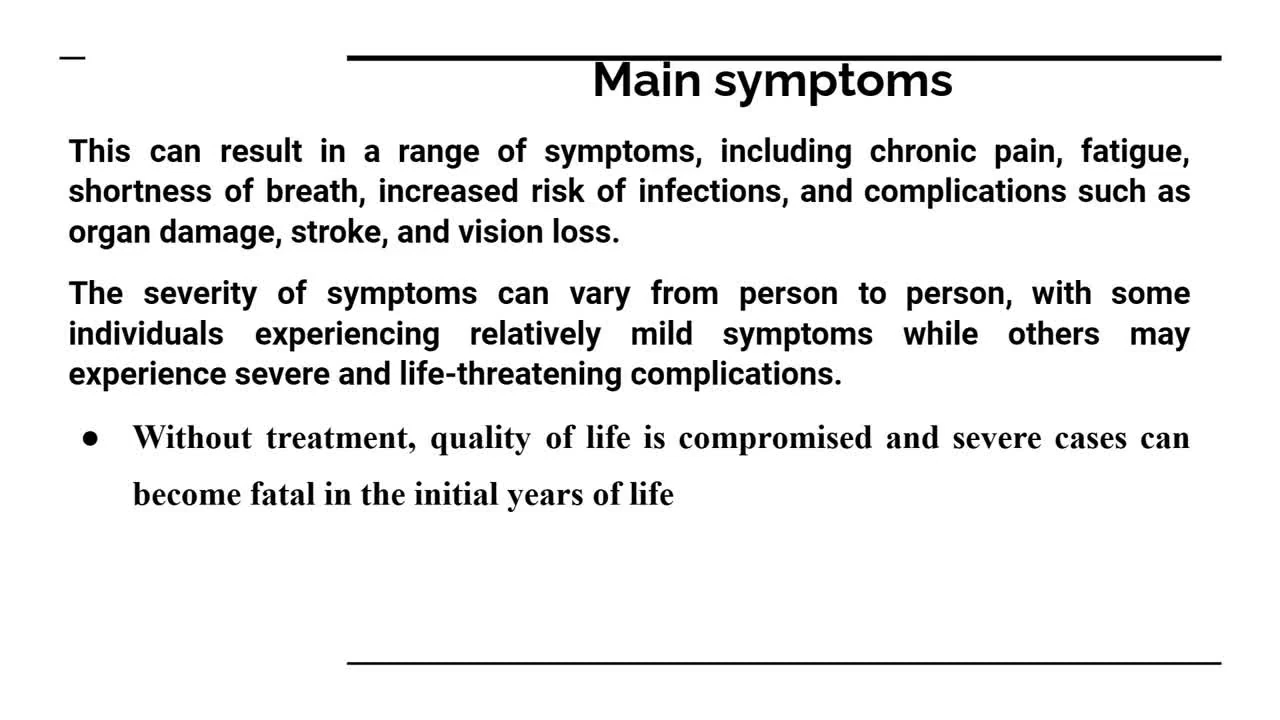 Main symptoms
This can result in a range of symptoms, including chronic pain, fatigue,
shortness of breath, increased risk of infections, and complications such as
organ damage, stroke, and vision loss.
The severity of symptoms can vary from person to person, with some
individuals experiencing relatively mild symptoms while others may
experience severe and life-threatening complications.
● Without treatment, quality of life is compromised and severe cases can
become fatal in the initial years of life